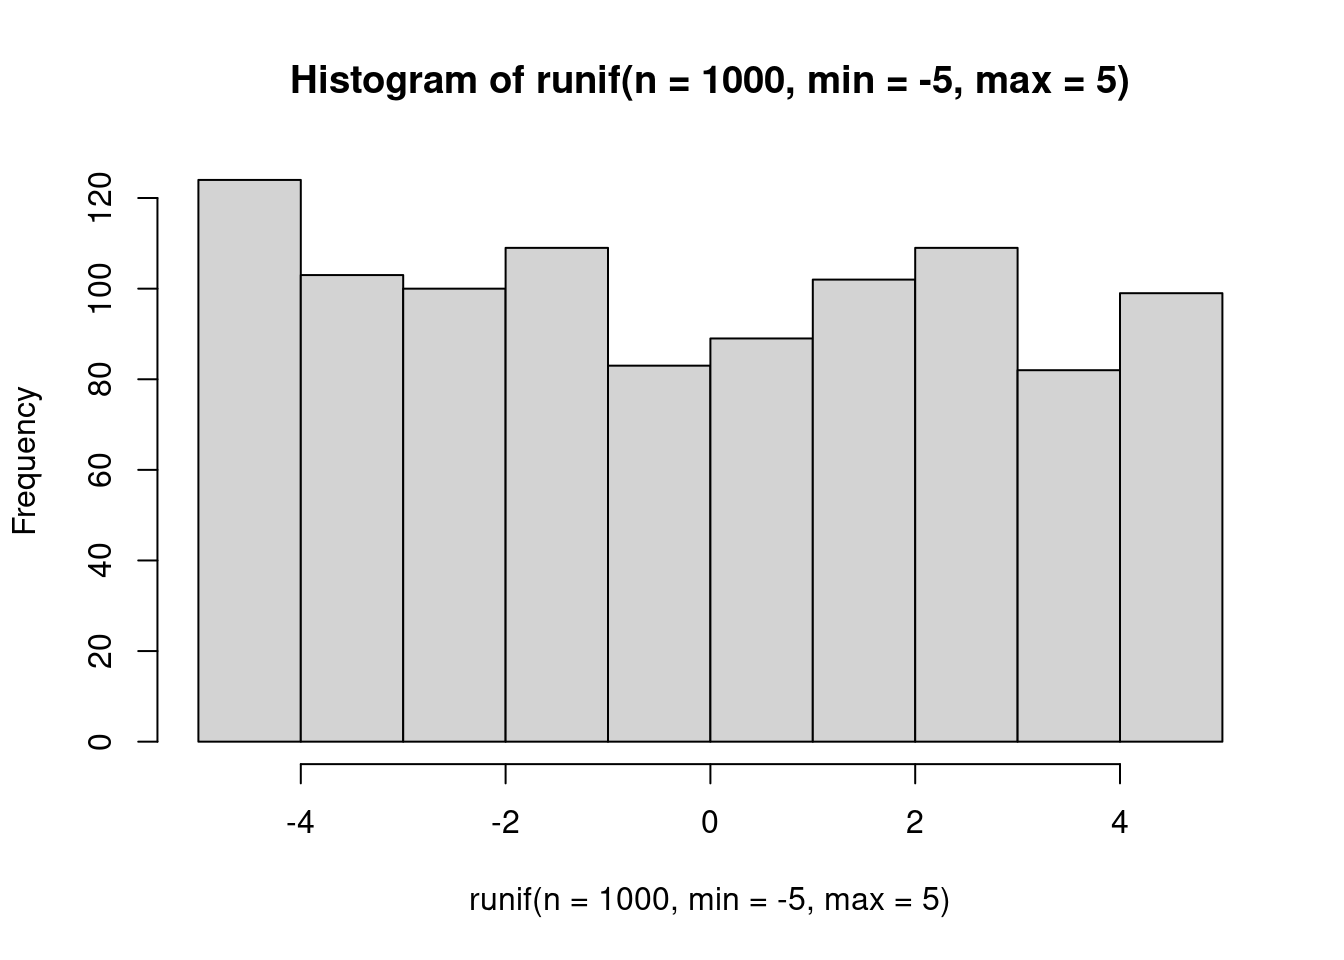 Histogram of runif(n = 1000, min = -5, max = 5)
120
100
80
60
40
20
0
Frequency
-4 -2 0 2 4
runif(n = 1000, min = -5, max = 5)